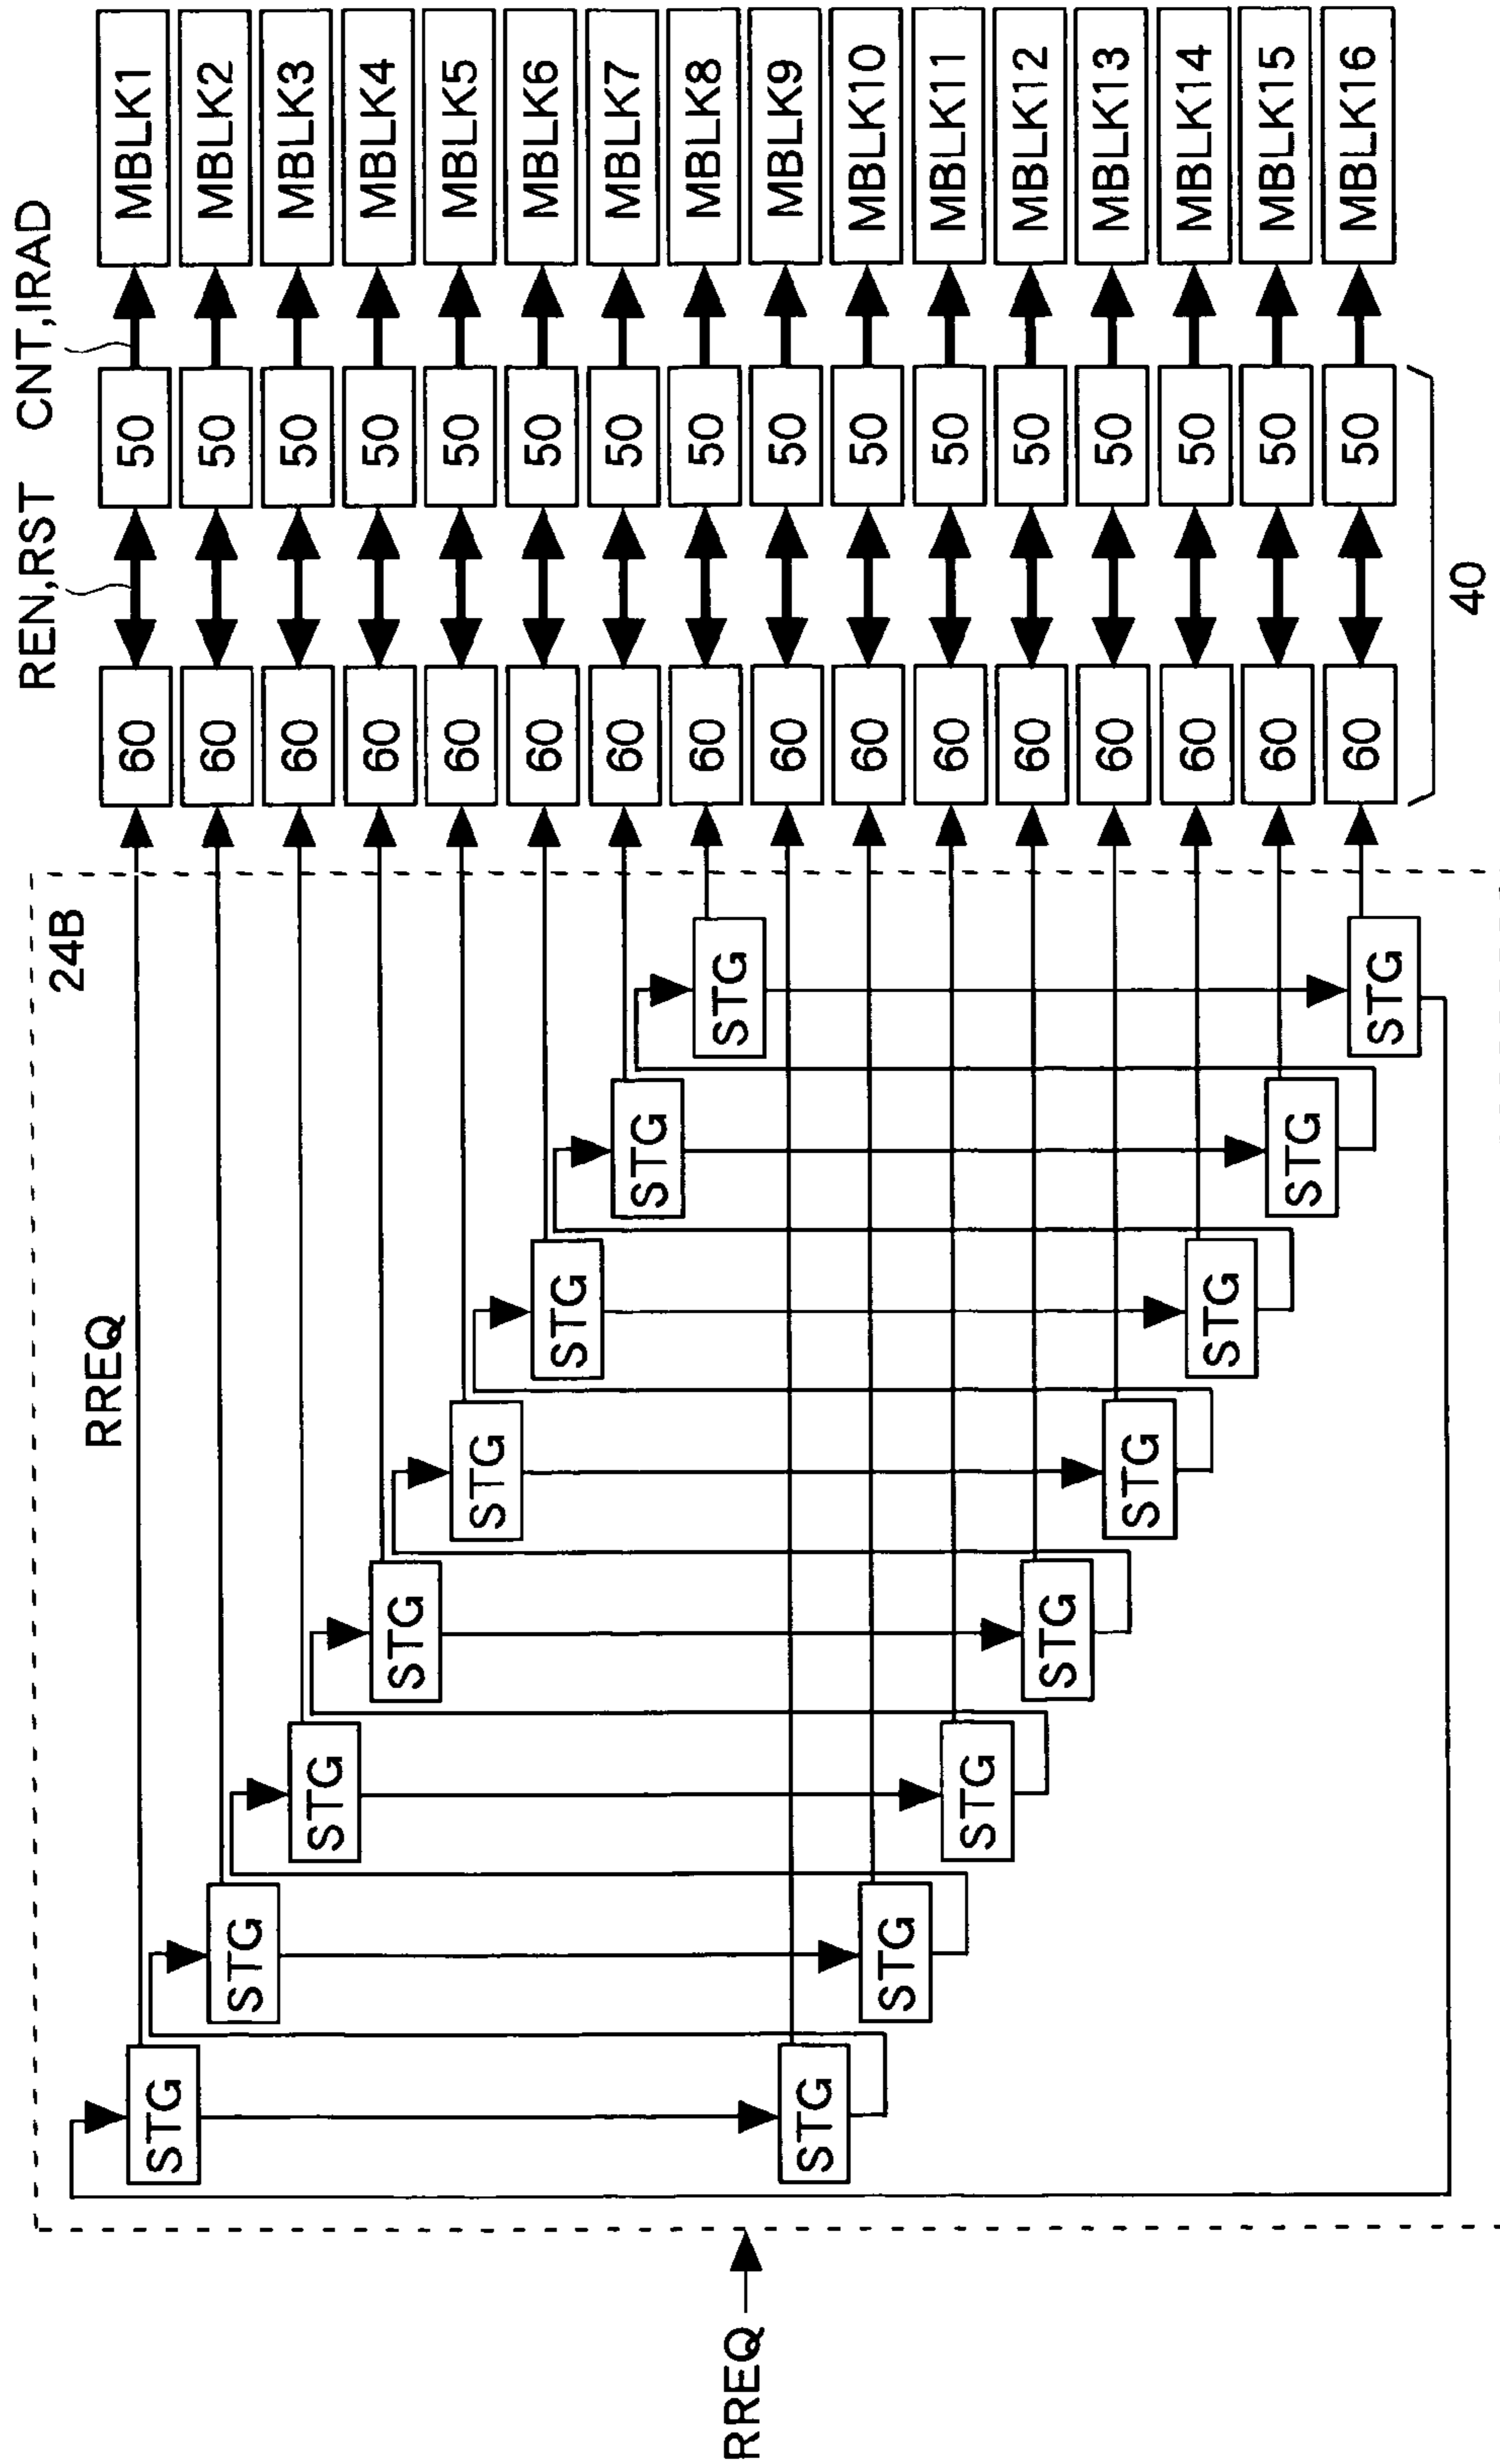 REN,RST CNT,IRAD
24B
RREQ
RREQ
STG 60 50 MBLK1
STG 60 50 MBLK2
STG 60 50 MBLK3
STG 60 50 MBLK4
STG 60 50 MBLK5
STG 60 50 MBLK6
STG 60 50 MBLK7
STG 60 50 MBLK8
STG 60 50 MBLK9
STG 60 50 MBLK10
STG 60 50 MBLK11
STG 60 50 MBLK12
STG 60 50 MBLK13
STG 60 50 MBLK14
STG 60 50 MBLK15
STG 60 50 MBLK16
40